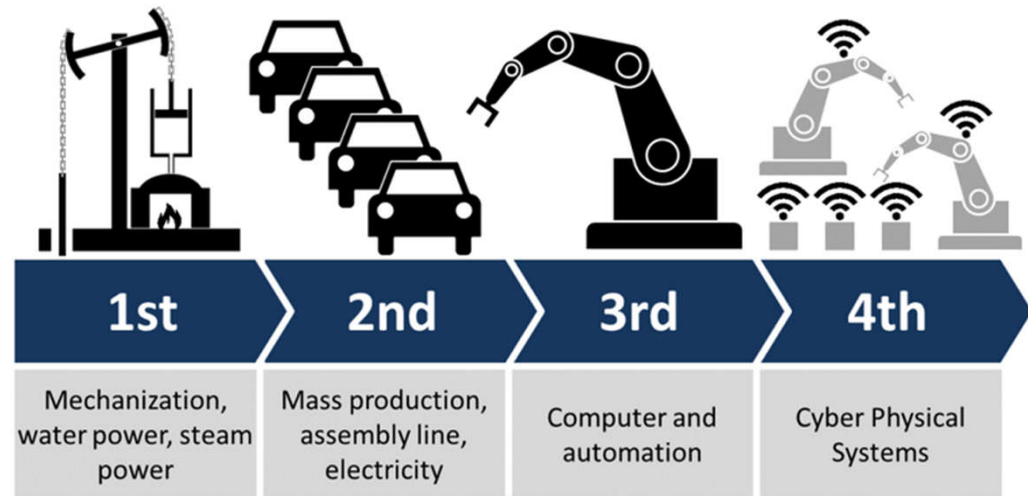 1st
2nd
3rd
4th
Mechanization,
water power, steam
power
Mass production,
assembly line,
electricity
Computer and
automation
Cyber Physical
Systems